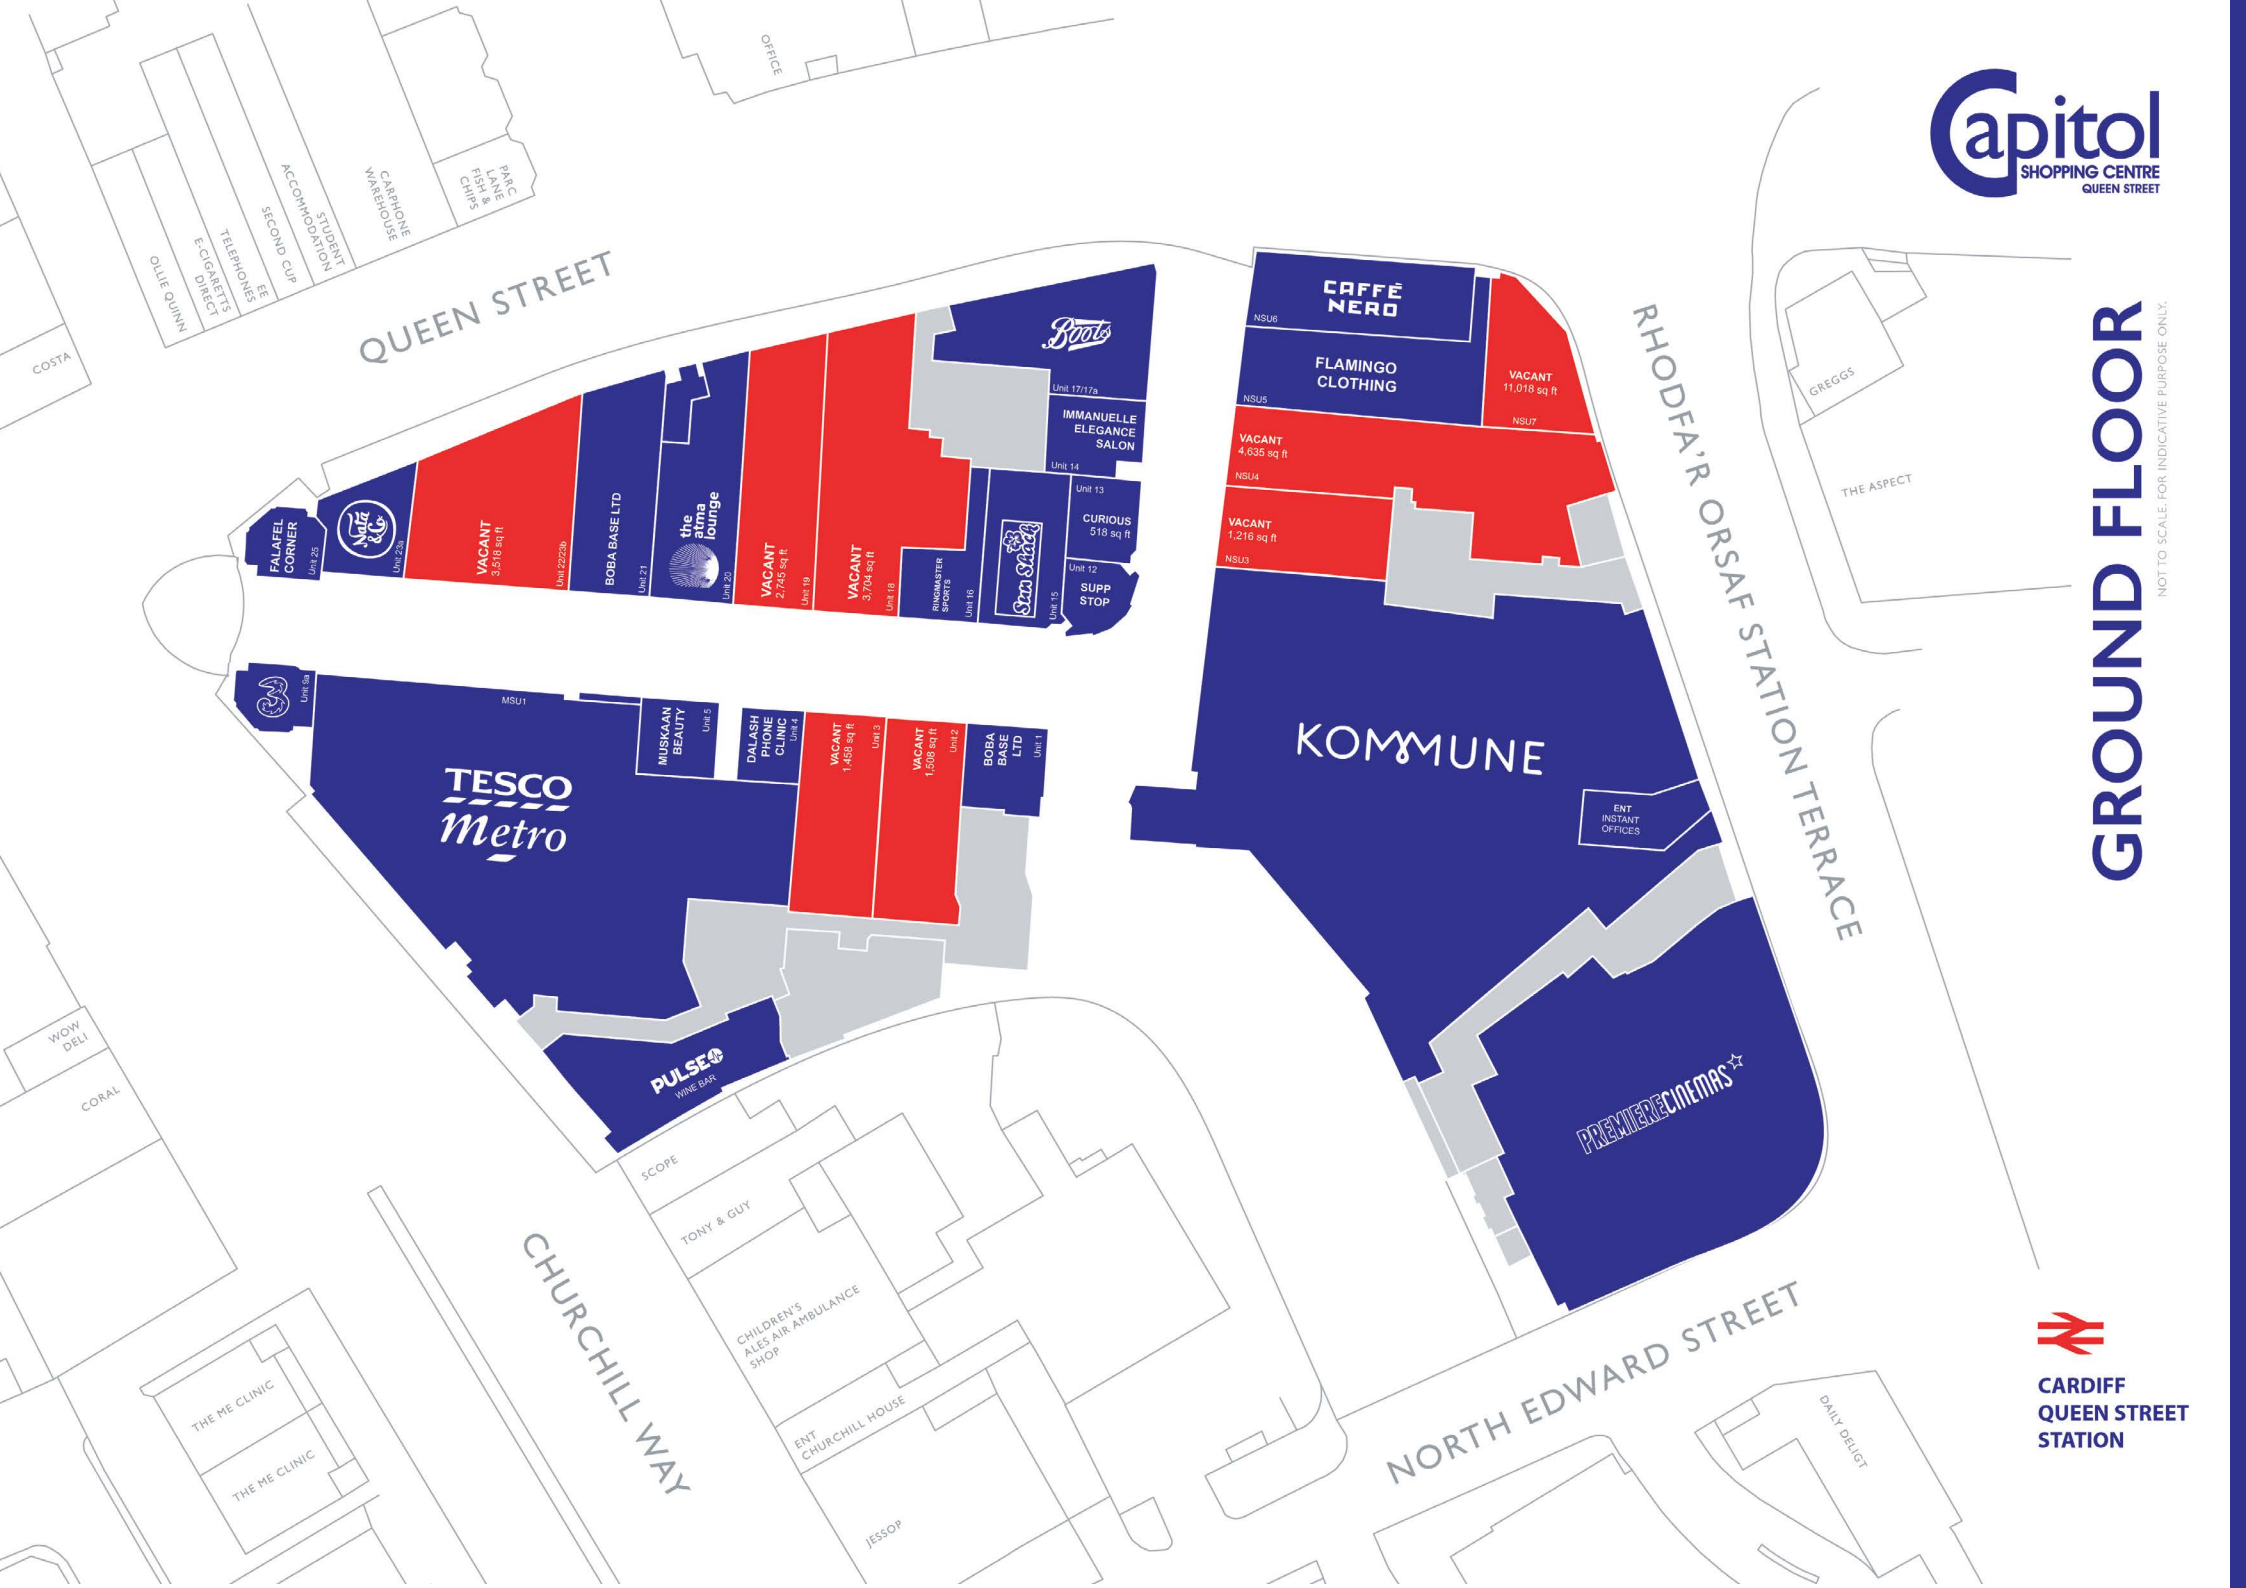 OFFICE
Capitol
SHOPPING CENTRE
QUEEN STREET
GROUND FLOOR
NOT TO SCALE. FOR INDICATIVE PURPOSE ONLY.
COSTA
OLLIE QUINN
E-CIGARETTS
DIRECT
TELEPHONES
EE
SECOND CUP
STUDENT
ACCOMMODATION
CARPHONE
WAREHOUSE
PARC
LANE
FISH &
CHIPS
QUEEN STREET
FALAFEL
CORNER
Unit 25
Nata
&Co
Unit 23a
VACANT
3,518 sq ft
Unit 22/23b
BOBA BASE LTD
Unit 21
the
atma
lounge
Unit 20
VACANT
2,745 sq ft
Unit 19
VACANT
3,704 sq ft
Unit 18
RINGMASTER
SPORTS
Unit 16
Sun Shack
Unit 15
Boots
Unit 17/17a
IMMANUELLE
ELEGANCE
SALON
Unit 14
Unit 13
CURIOUS
518 sq ft
Unit 12
SUPP
STOP
CAFFÈ
NERO
NSU6
FLAMINGO
CLOTHING
NSU5
VACANT
11,018 sq ft
NSU7
VACANT
4,635 sq ft
NSU4
VACANT
1,216 sq ft
NSU3
RHODFA'R ORSAF STATION TERRACE
GREGGS
THE ASPECT
3
Unit 9a
MSU1
TESCO
Metro
MUSKAAN
BEAUTY
Unit 5
DALASH
PHONE
CLINIC
Unit 4
VACANT
1,458 sq ft
Unit 3
VACANT
1,508 sq ft
Unit 2
BOBA
BASE
LTD
Unit 1
KOMMUNE
ENT
INSTANT
OFFICES
PULSE
WINE BAR
PREMIERECINEMAS
WOW
DELI
CORAL
SCOPE
TONY & GUY
CHILDREN'S
ALES AIR AMBULANCE
SHOP
ENT
CHURCHILL HOUSE
JESSOP
THE ME CLINIC
THE ME CLINIC
CHURCHILL WAY
NORTH EDWARD STREET
DAILY DELIGT
CARDIFF
QUEEN STREET
STATION